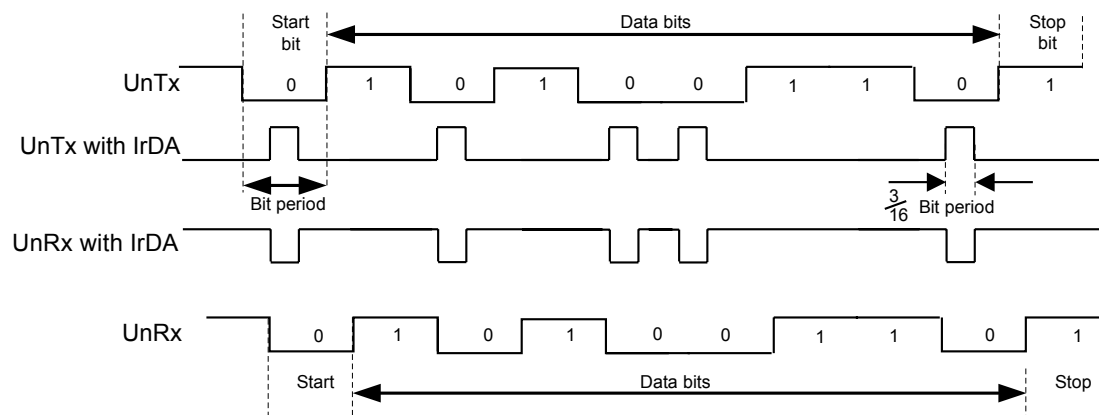 Start bit
Data bits
Stop bit
UnTx
0 1 0 1 0 0 1 1 0 1
UnTx with IrDA
Bit period
3/16 Bit period
UnRx with IrDA
UnRx
0 1 0 1 0 0 1 1 0 1
Start
Data bits
Stop